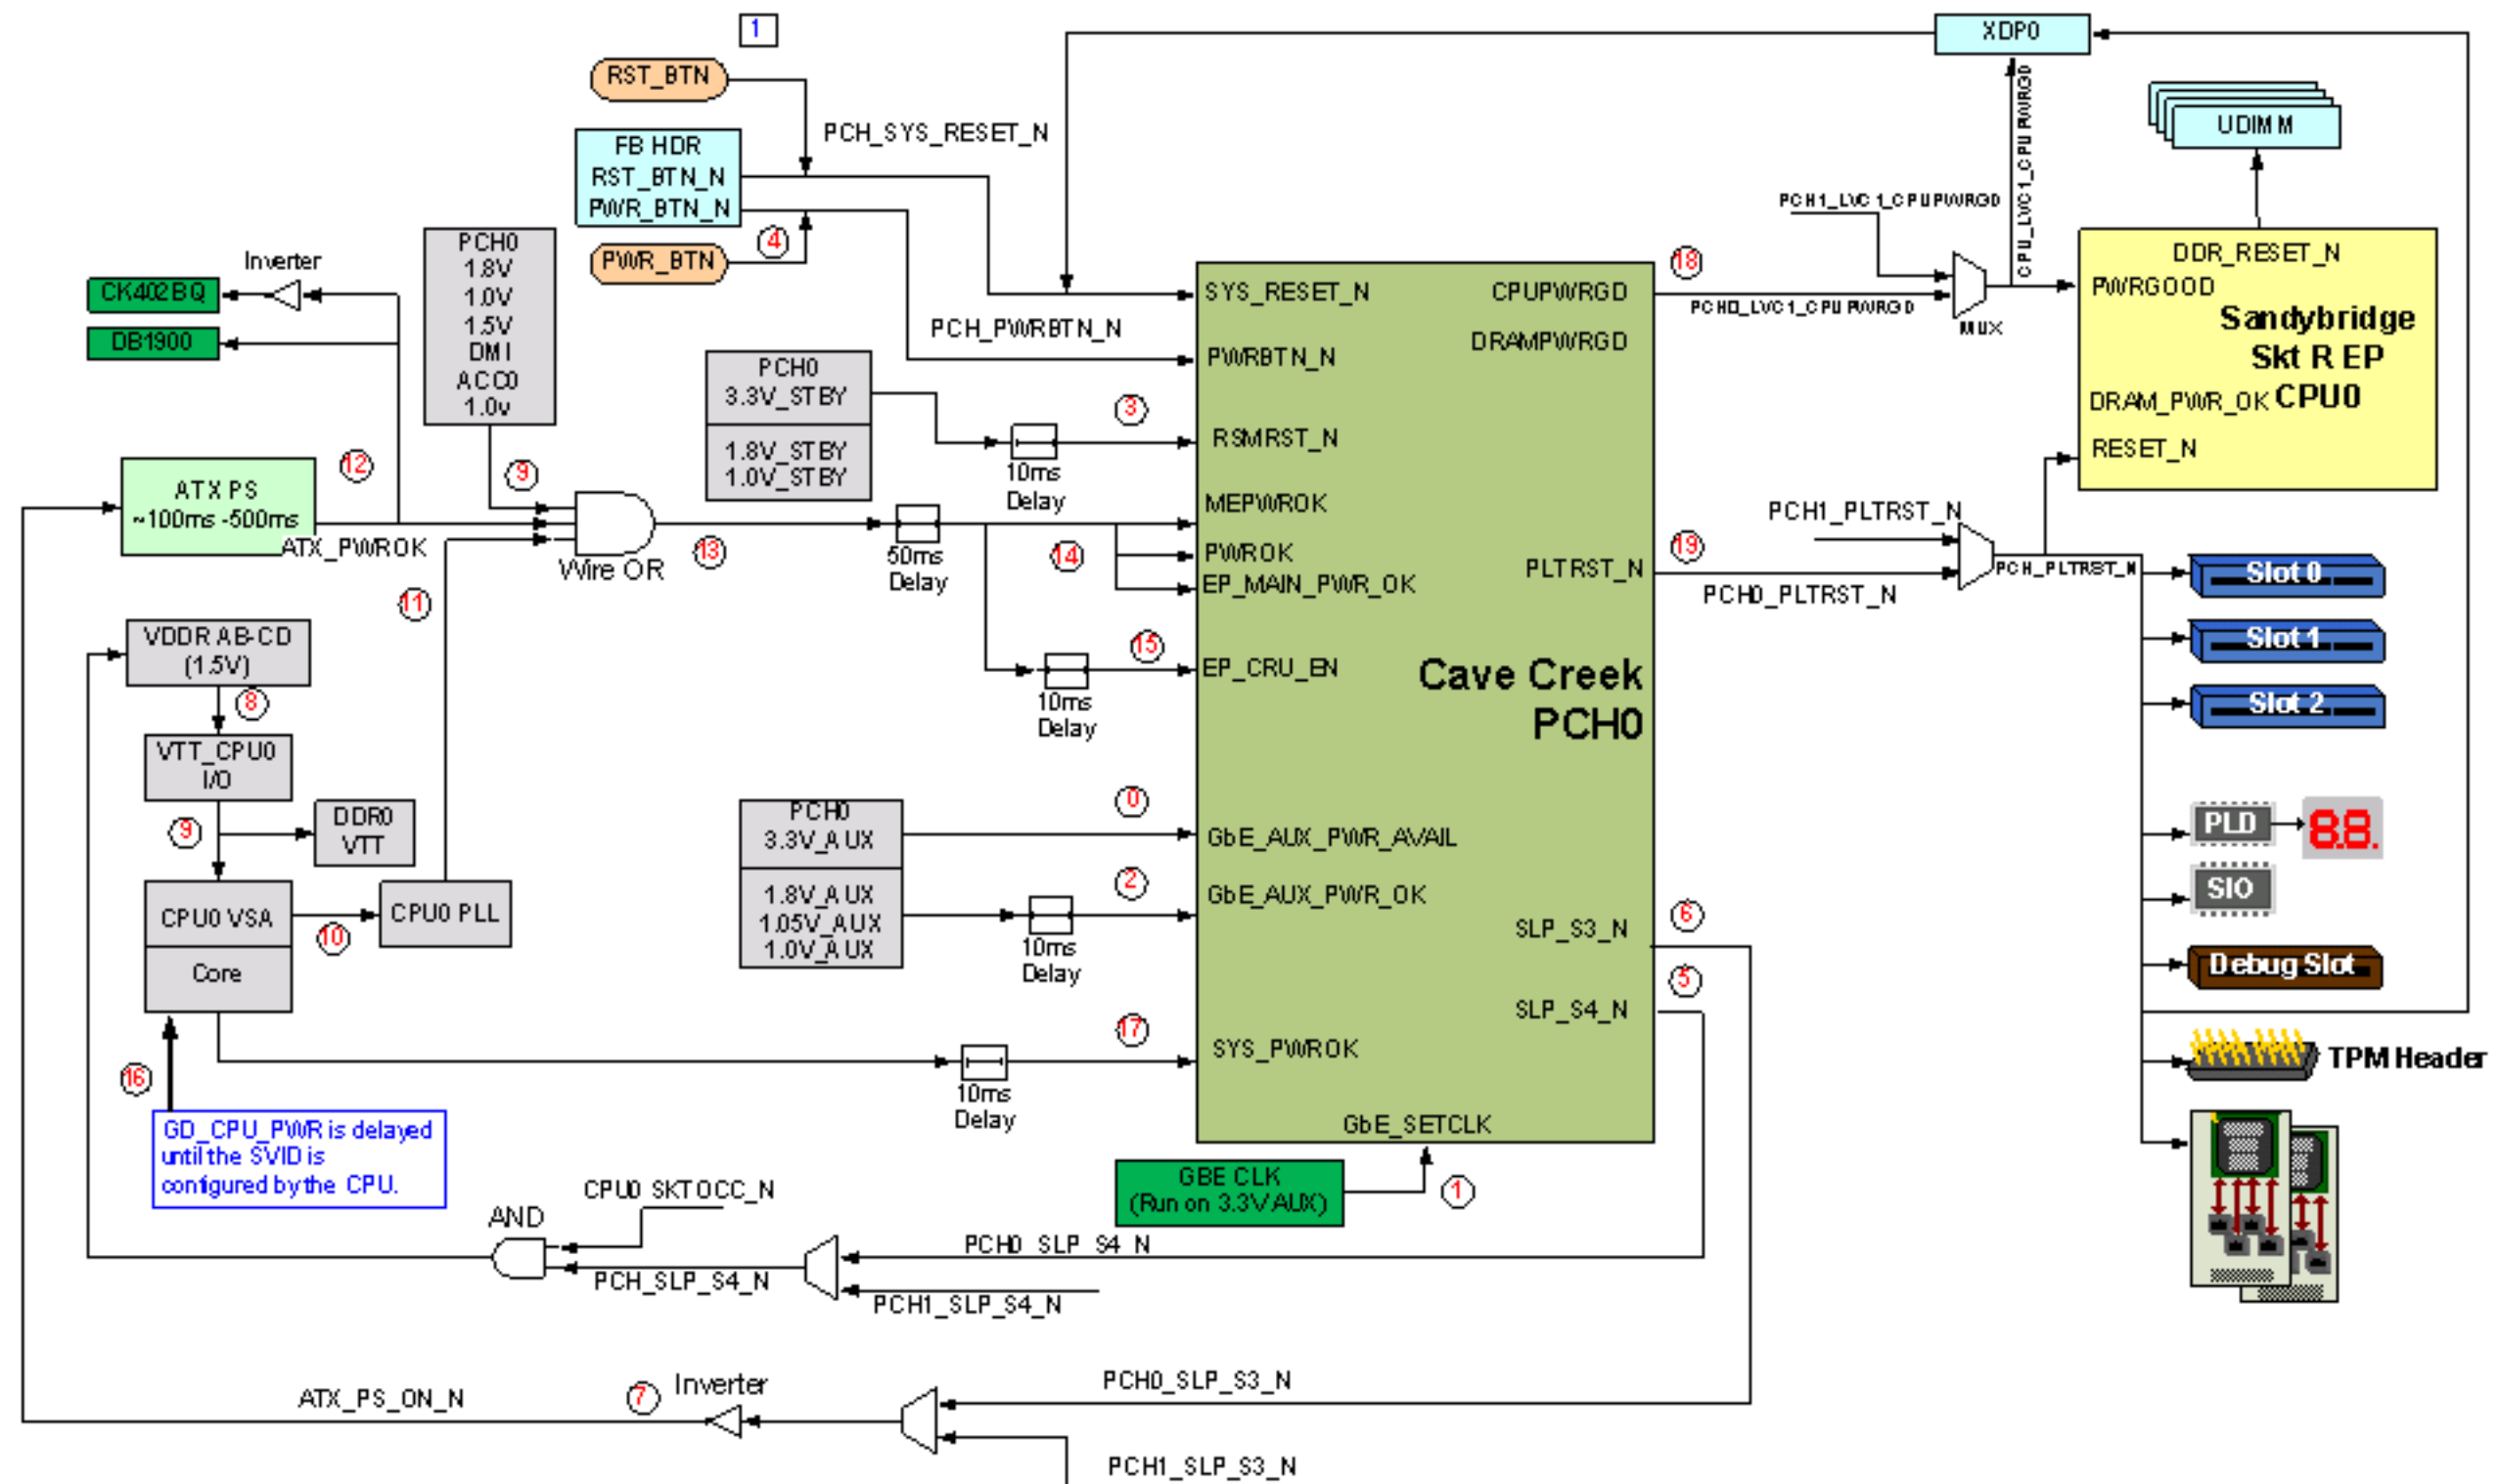 1
XDP0
RST_BTN
PCH_SYS_RESET_N
FB HDR
RST_BTN_N
PWR_BTN_N
4
PWR_BTN
PCH_PWRBTN_N
CPU_LVC1_CPUPWRGD
UDIMM
PCH1_LVC1_CPUPWRGD
18
PCH0_LVC1_CPUPWRGD
MUX
DDR_RESET_N
PWRGOOD
Sandybridge
Skt R EP
CPU0
DRAM_PWR_OK
RESET_N
Inverter
CK402BQ
DB1900
PCH0
1.8V
1.0V
1.5V
DMI
ACC0
1.0v
PCH0
3.3V_STBY
1.8V_STBY
1.0V_STBY
3
10ms
Delay
SYS_RESET_N
CPUPWRGD
DRAMPWRGD
PWRBTN_N
RSMRST_N
MEPWROK
PWROK
EP_MAIN_PWR_OK
PLTRST_N
EP_CRU_EN
Cave Creek
PCH0
GbE_AUX_PWR_AVAIL
GbE_AUX_PWR_OK
SLP_S3_N
SLP_S4_N
SYS_PWROK
GbE_SETCLK
12
ATX PS
~100ms -500ms
ATX_PWROK
9
Wire OR
13
50ms
Delay
14
11
15
10ms
Delay
19
PCH1_PLTRST_N
PCH0_PLTRST_N
PCH_PLTRST_N
Slot 0
Slot 1
Slot 2
PLD
88.
SIO
Debug Slot
TPM Header
VDDR AB-CD
(1.5V)
8
VTT_CPU0
I/O
9
DDR0
VTT
CPU0 VSA
Core
10
CPU0 PLL
PCH0
3.3V_AUX
1.8V_AUX
1.05V_AUX
1.0V_AUX
0
2
10ms
Delay
6
5
17
10ms
Delay
16
GD_CPU_PWR is delayed
until the SVID is
configured by the CPU.
GBE CLK
(Run on 3.3V AUX)
1
CPU0_SKTOCC_N
AND
PCH_SLP_S4_N
PCH0_SLP_S4_N
PCH1_SLP_S4_N
ATX_PS_ON_N
7
Inverter
PCH0_SLP_S3_N
PCH1_SLP_S3_N